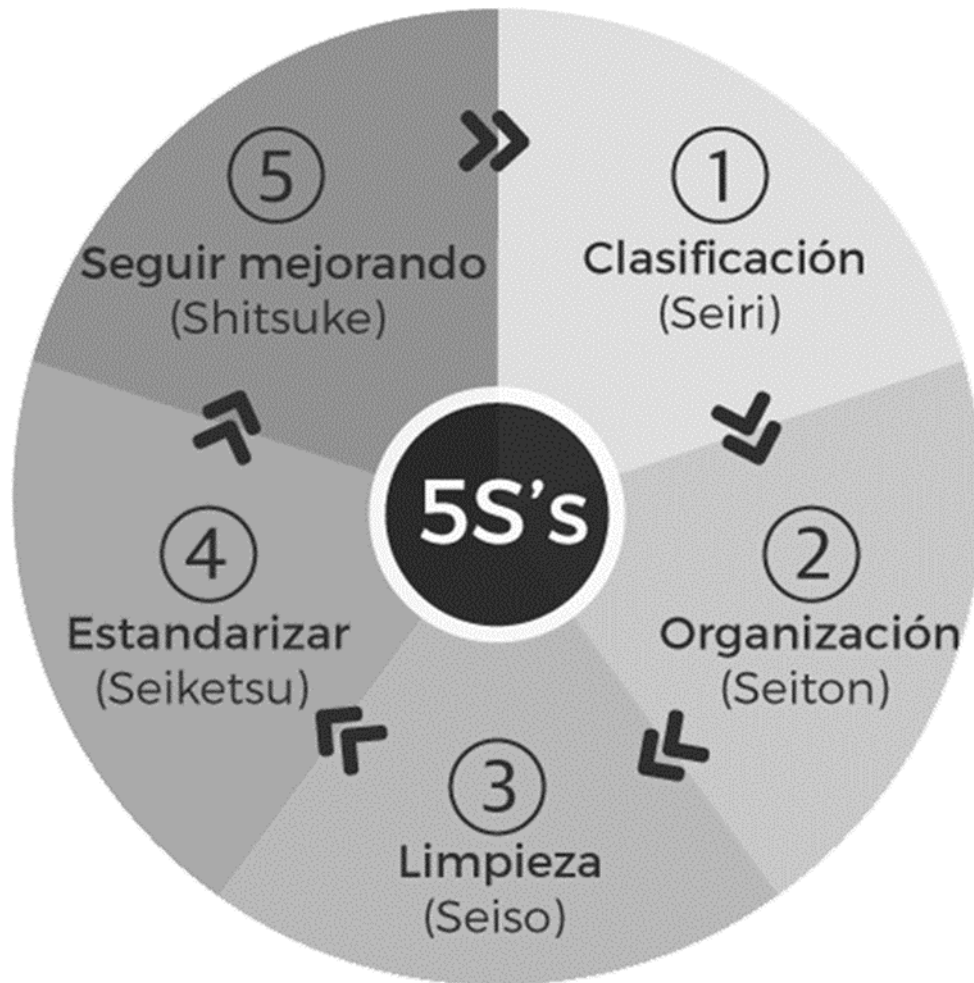 5S's
1
Clasificación
(Seiri)
2
Organización
(Seiton)
3
Limpieza
(Seiso)
4
Estandarizar
(Seiketsu)
5
Seguir mejorando
(Shitsuke)